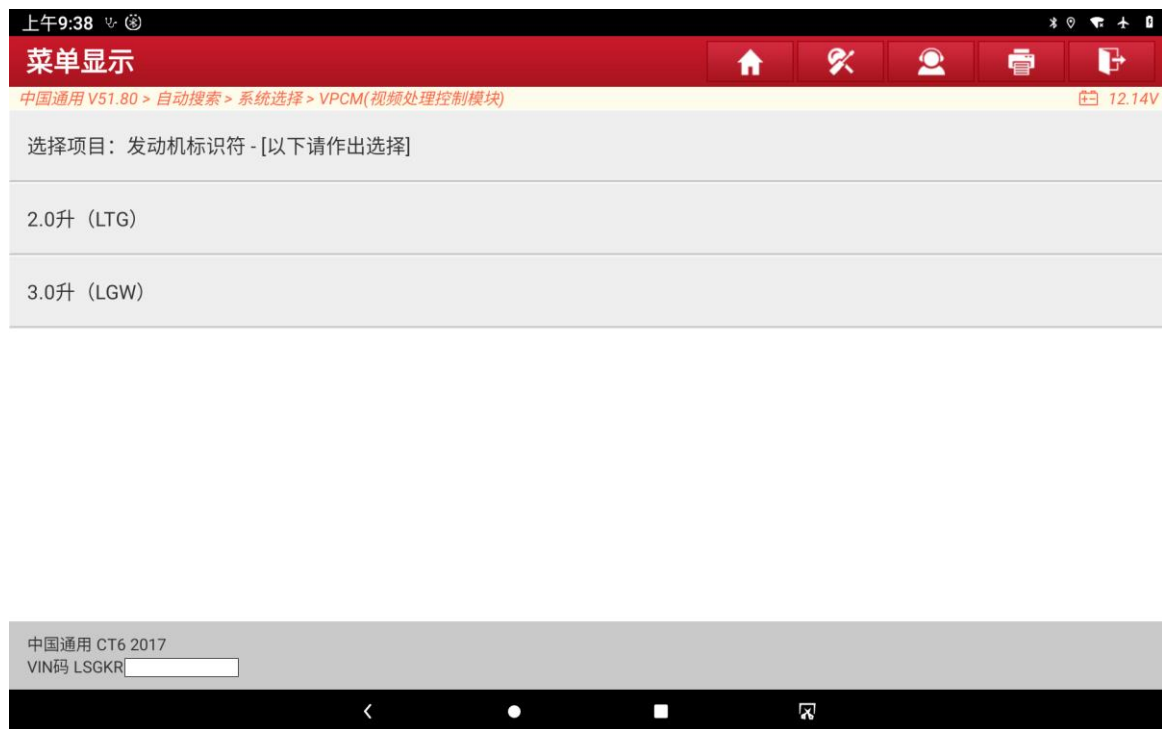 上午9:38
菜单显示
中国通用 V51.80 > 自动搜索 > 系统选择 > VPCM(视频处理控制模块)
12.14V
选择项目：发动机标识符 - [以下请作出选择]
2.0升（LTG）
3.0升（LGW）
中国通用 CT6 2017
VIN码 LSGKR